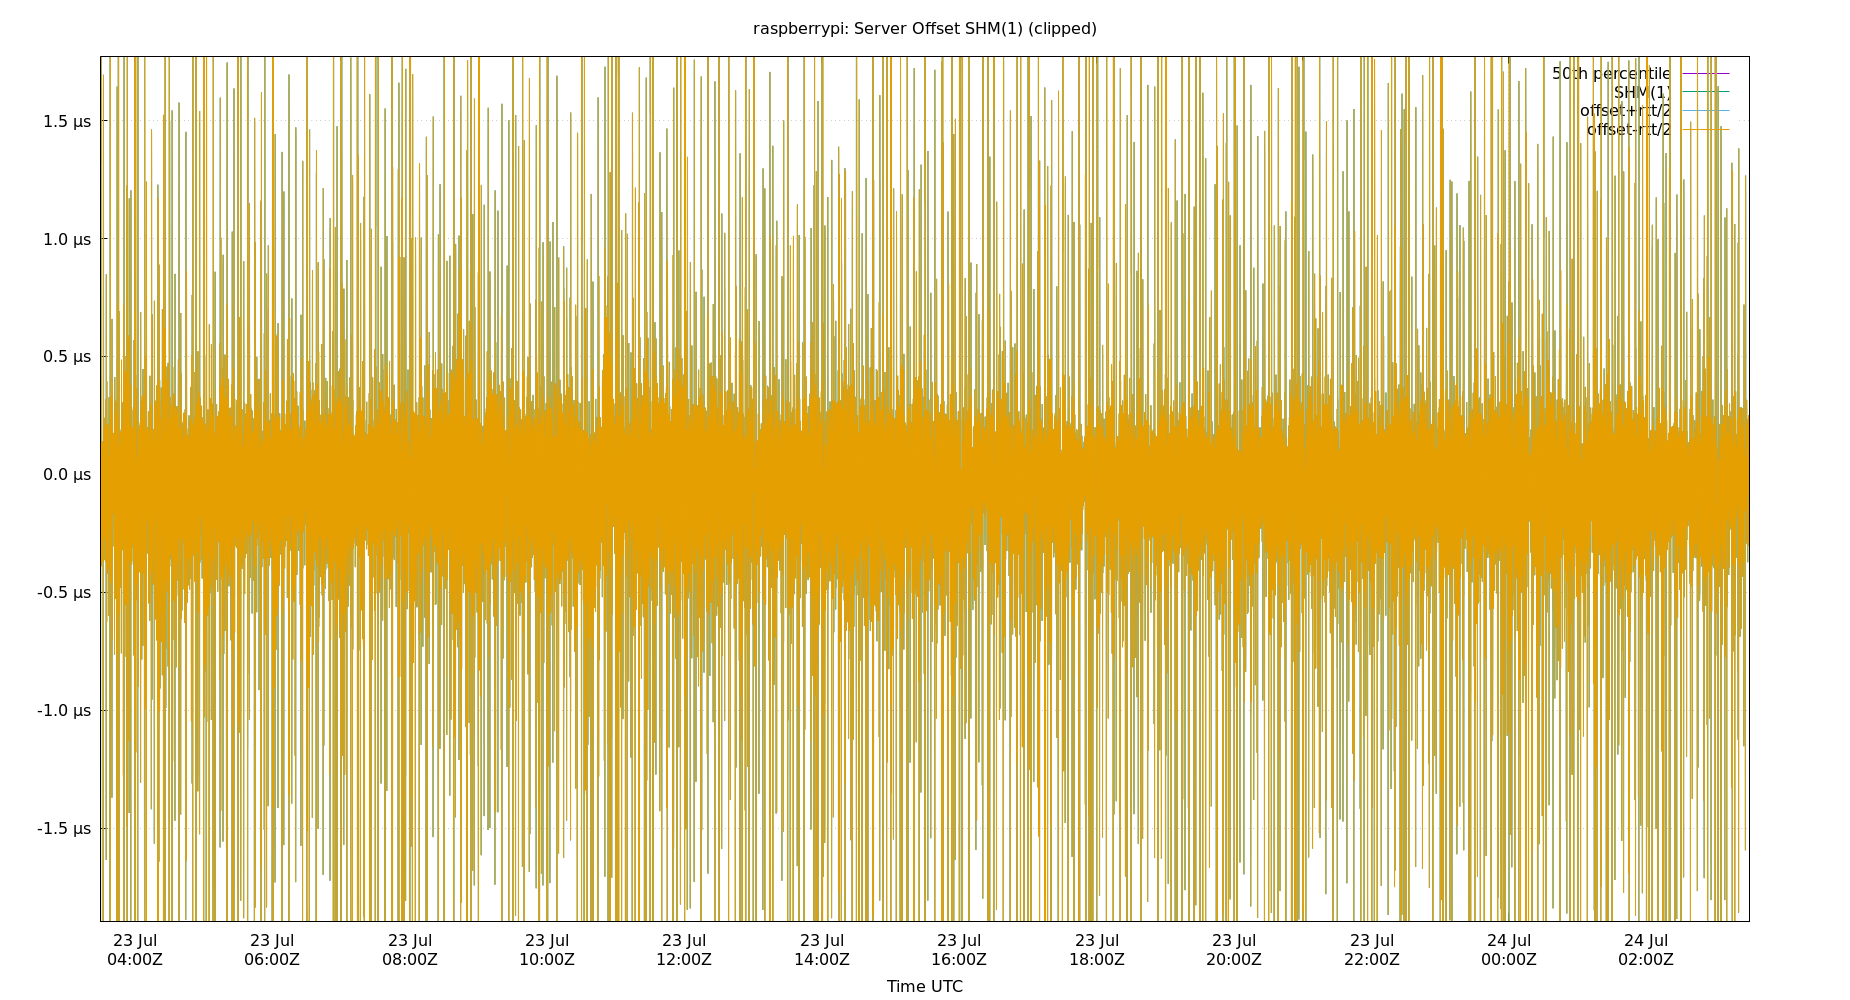 raspberrypi: Server Offset SHM(1) (clipped)
50th percentile
SHM(1)
offset+rtt/2
offset-rtt/2
1.5 µs
1.0 µs
0.5 µs
0.0 µs
-0.5 µs
-1.0 µs
-1.5 µs
23 Jul 23 Jul 23 Jul 23 Jul 23 Jul 23 Jul 23 Jul 23 Jul 23 Jul 23 Jul 24 Jul 24 Jul
04:00Z 06:00Z 08:00Z 10:00Z 12:00Z 14:00Z 16:00Z 18:00Z 20:00Z 22:00Z 00:00Z 02:00Z
Time UTC